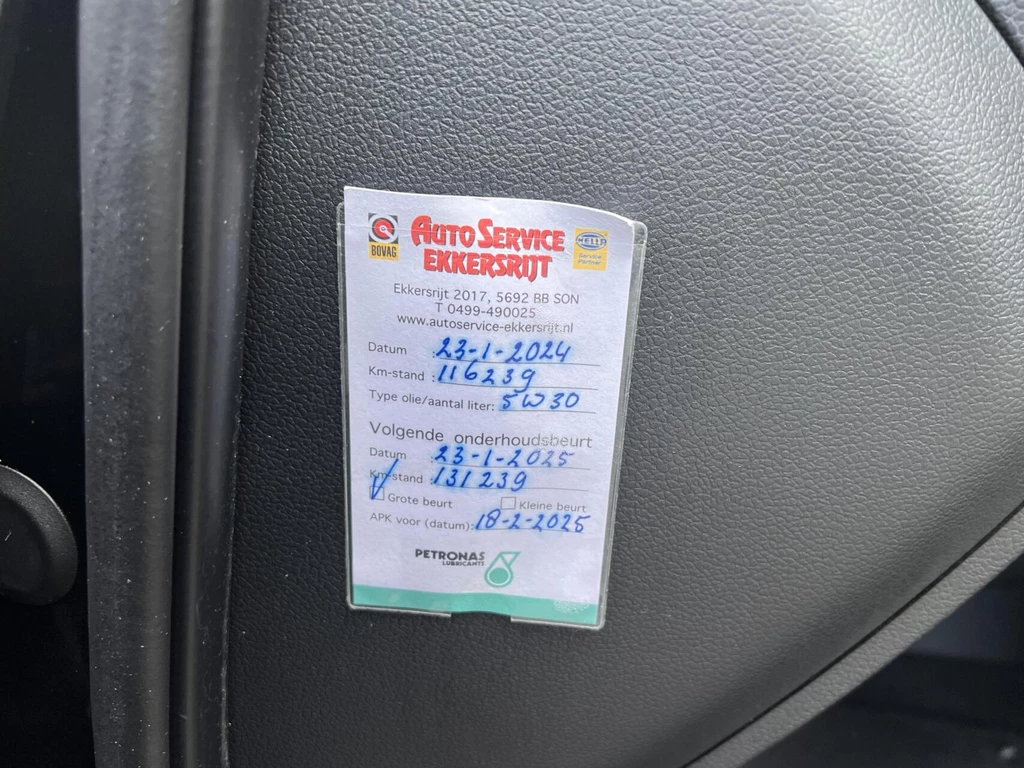 BOVAG
AUTO SERVICE
EKKERSRIJT
HELLA
Service
Partner
Ekkersrijt 2017, 5692 BB SON
T 0499-490025
www.autoservice-ekkersrijt.nl
Datum : 23-1-2024
Km-stand : 116239
Type olie/aantal liter: 5W30
Volgende onderhoudsbeurt
Datum : 23-1-2025
Km-stand : 131239
Grote beurt Kleine beurt
APK voor (datum): 18-2-2025
PETRONAS
LUBRICANTS